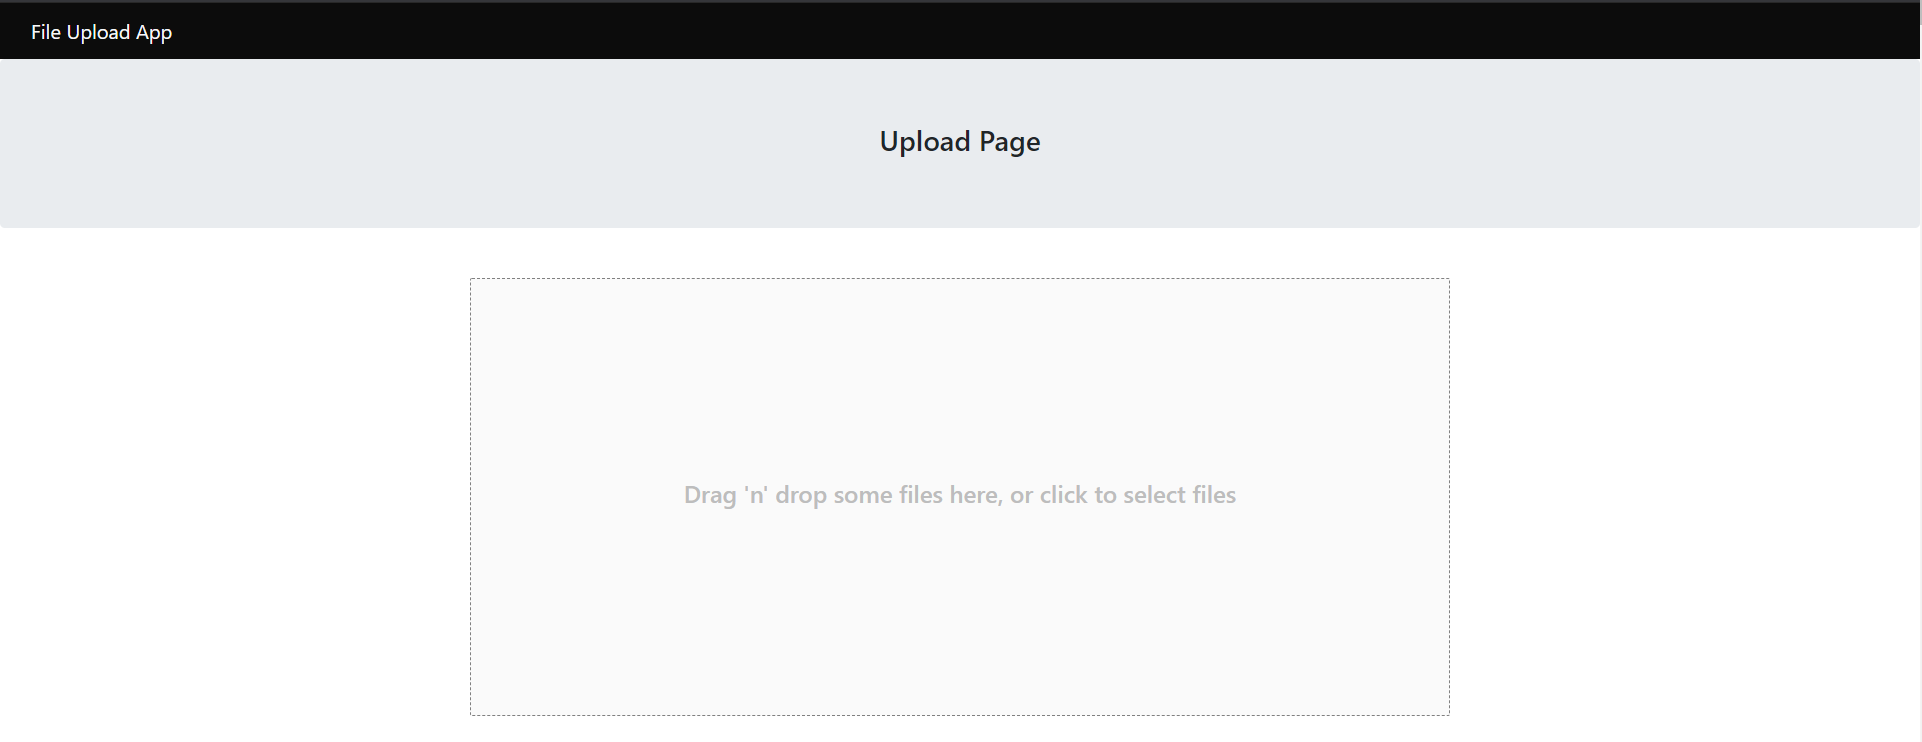 File Upload App
Upload Page
Drag 'n' drop some files here, or click to select files